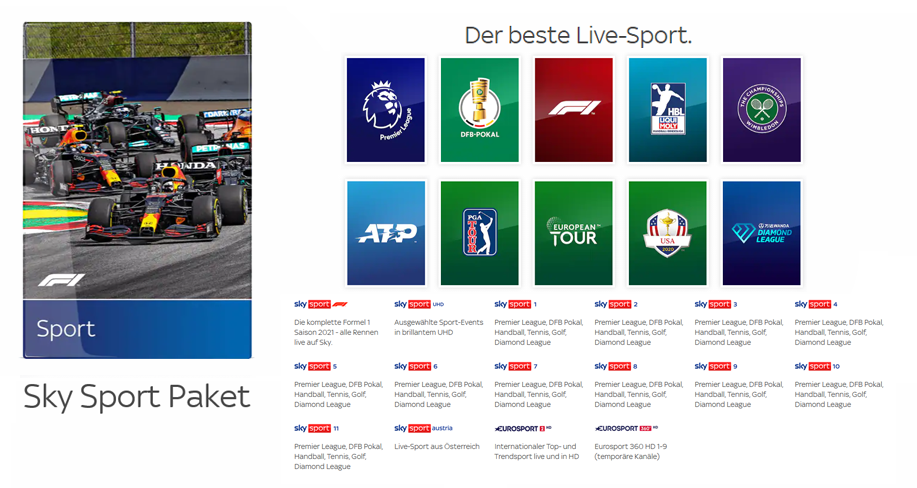 Der beste Live-Sport.
HONDA
HONDA
PETRONAS
F1
Sport
Sky Sport Paket
Premier League
DFB-POKAL
F1
HBL
LIQUI
MOLY
HANDBALL-BUNDESLIGA
THE CHAMPIONSHIPS
WIMBLEDON
ATP
PGA
TOUR
EUROPEAN
TOUR
USA
2020
WANDA
DIAMOND
LEAGUE
sky sport F1
Die komplette Formel 1
Saison 2021 - alle Rennen
live auf Sky.
sky sport UHD
Ausgewählte Sport-Events
in brillantem UHD
sky sport 1
Premier League, DFB Pokal,
Handball, Tennis, Golf,
Diamond League
sky sport 2
Premier League, DFB Pokal,
Handball, Tennis, Golf,
Diamond League
sky sport 3
Premier League, DFB Pokal,
Handball, Tennis, Golf,
Diamond League
sky sport 4
Premier League, DFB Pokal,
Handball, Tennis, Golf,
Diamond League
sky sport 5
Premier League, DFB Pokal,
Handball, Tennis, Golf,
Diamond League
sky sport 6
Premier League, DFB Pokal,
Handball, Tennis, Golf,
Diamond League
sky sport 7
Premier League, DFB Pokal,
Handball, Tennis, Golf,
Diamond League
sky sport 8
Premier League, DFB Pokal,
Handball, Tennis, Golf,
Diamond League
sky sport 9
Premier League, DFB Pokal,
Handball, Tennis, Golf,
Diamond League
sky sport 10
Premier League, DFB Pokal,
Handball, Tennis, Golf,
Diamond League
sky sport 11
Premier League, DFB Pokal,
Handball, Tennis, Golf,
Diamond League
sky sport austria
Live-Sport aus Österreich
EUROSPORT 2 HD
Internationaler Top- und
Trendsport live und in HD
EUROSPORT 360° HD
Eurosport 360 HD 1-9
(temporäre Kanäle)